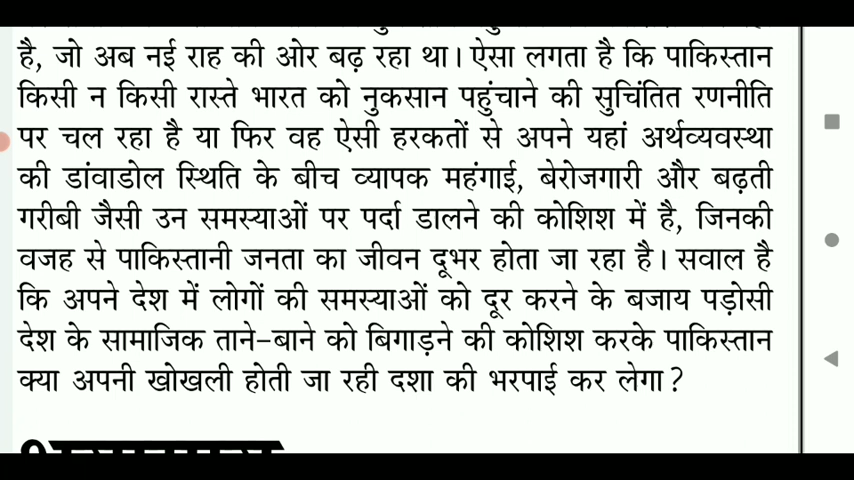 है, जो अब नई राह की ओर बढ़ रहा था। ऐसा लगता है कि पाकिस्तान
किसी न किसी रास्ते भारत को नुकसान पहुंचाने की सुचिंतित रणनीति
पर चल रहा है या फिर वह ऐसी हरकतों से अपने यहां अर्थव्यवस्था
की डांवाडोल स्थिति के बीच व्यापक महंगाई, बेरोजगारी और बढ़ती
गरीबी जैसी उन समस्याओं पर पर्दा डालने की कोशिश में है, जिनकी
वजह से पाकिस्तानी जनता का जीवन दूभर होता जा रहा है। सवाल है
कि अपने देश में लोगों की समस्याओं को दूर करने के बजाय पड़ोसी
देश के सामाजिक ताने-बाने को बिगाड़ने की कोशिश करके पाकिस्तान
क्या अपनी खोखली होती जा रही दशा की भरपाई कर लेगा?